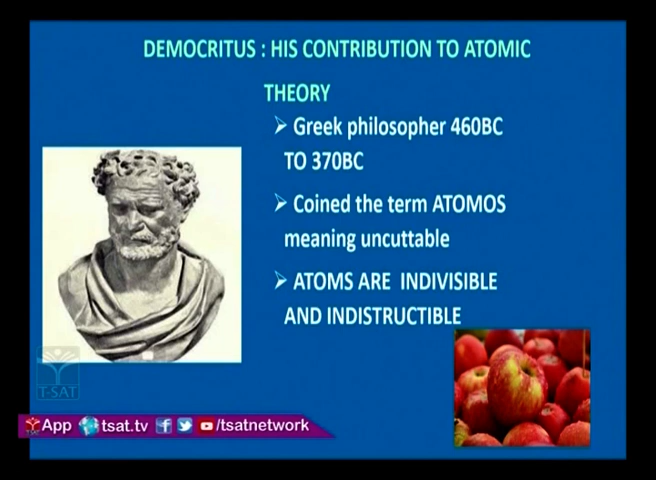 DEMOCRITUS : HIS CONTRIBUTION TO ATOMIC
THEORY
➢ Greek philosopher 460BC
TO 370BC
➢ Coined the term ATOMOS
meaning uncuttable
➢ ATOMS ARE INDIVISIBLE
AND INDISTRUCTIBLE
T-SAT
App tsat.tv /tsatnetwork